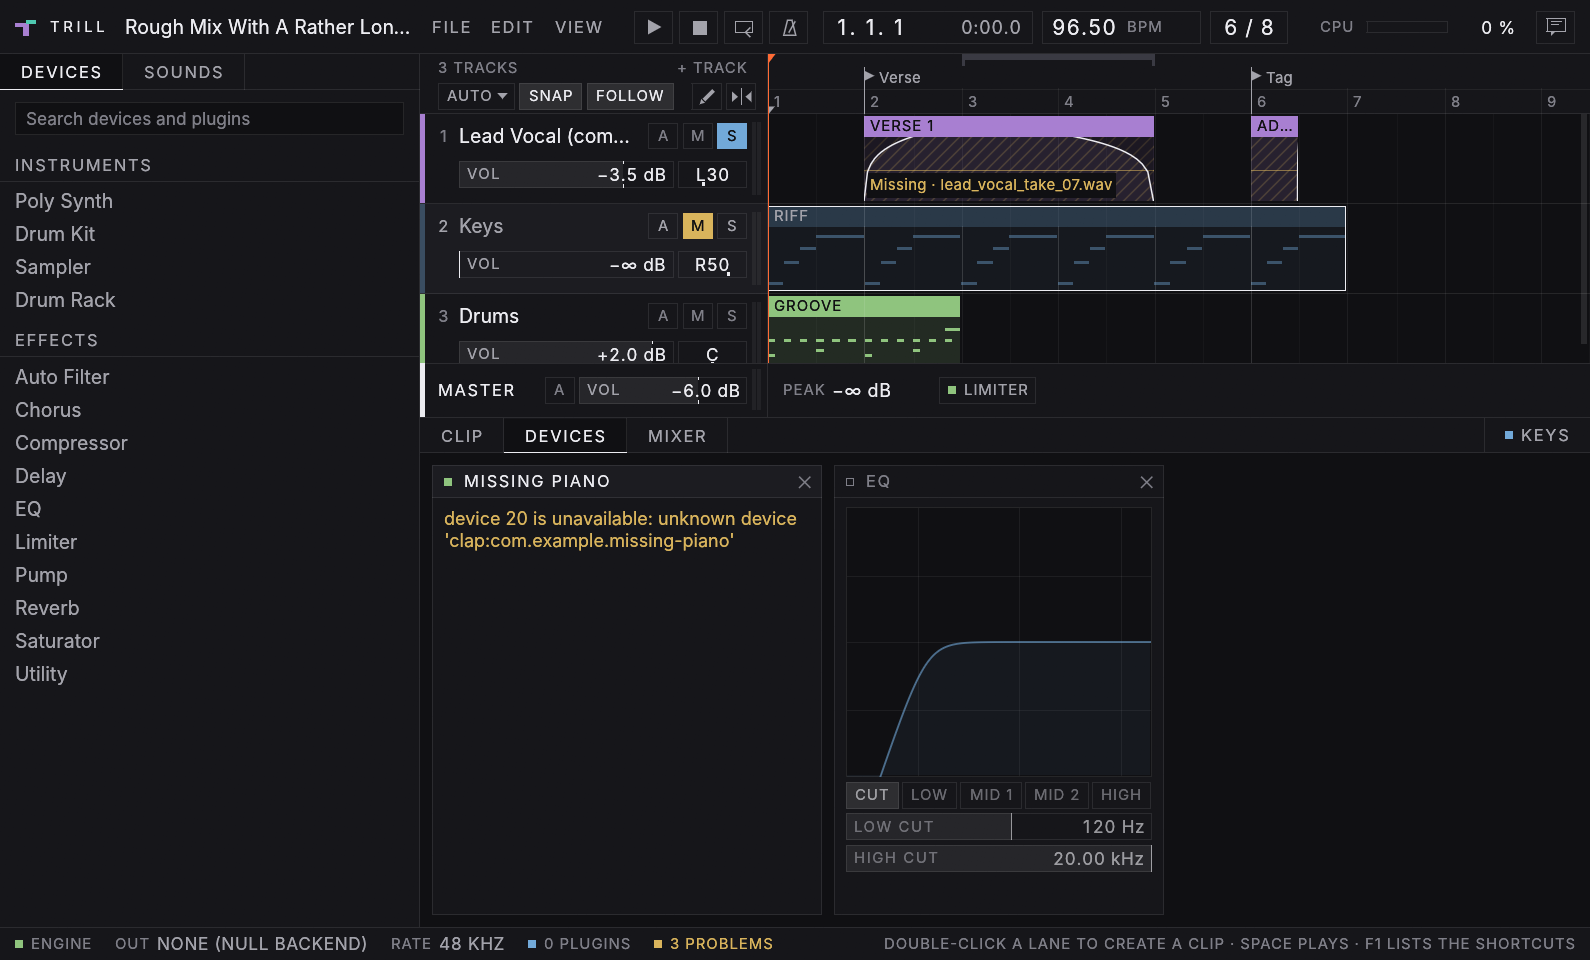 TRILL Rough Mix With A Rather Lon... FILE EDIT VIEW 1. 1. 1 0:00.0 96.50 BPM 6 / 8 CPU 0 %
DEVICES SOUNDS
Search devices and plugins
INSTRUMENTS
Poly Synth
Drum Kit
Sampler
Drum Rack
EFFECTS
Auto Filter
Chorus
Compressor
Delay
EQ
Limiter
Pump
Reverb
Saturator
Utility
3 TRACKS + TRACK
AUTO SNAP FOLLOW
Verse Tag
1 2 3 4 5 6 7 8 9
1 Lead Vocal (com... A M S
VOL −3.5 dB L30
VERSE 1 AD...
Missing · lead_vocal_take_07.wav
2 Keys A M S
VOL −∞ dB R50
RIFF
3 Drums A M S
VOL +2.0 dB C
GROOVE
MASTER A VOL −6.0 dB PEAK −∞ dB LIMITER
CLIP DEVICES MIXER KEYS
MISSING PIANO
device 20 is unavailable: unknown device
'clap:com.example.missing-piano'
EQ
CUT LOW MID 1 MID 2 HIGH
LOW CUT 120 Hz
HIGH CUT 20.00 kHz
ENGINE OUT NONE (NULL BACKEND) RATE 48 KHZ 0 PLUGINS 3 PROBLEMS DOUBLE-CLICK A LANE TO CREATE A CLIP · SPACE PLAYS · F1 LISTS THE SHORTCUTS